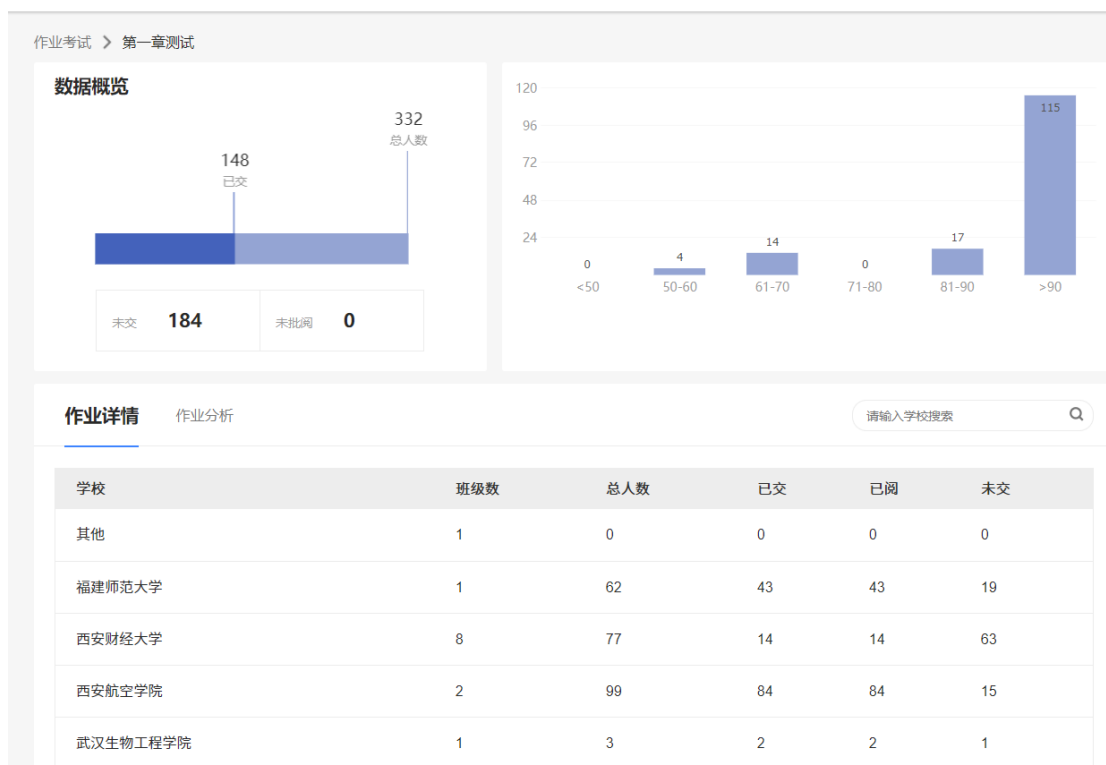 作业考试 > 第一章测试
数据概览
332
总人数
148
已交
未交 184 未批阅 0
120
96
72
48
24
0 4 14 0 17 115
<50 50-60 61-70 71-80 81-90 >90
作业详情 作业分析 请输入学校搜索
学校 班级数 总人数 已交 已阅 未交
其他 1 0 0 0 0
福建师范大学 1 62 43 43 19
西安财经大学 8 77 14 14 63
西安航空学院 2 99 84 84 15
武汉生物工程学院 1 3 2 2 1